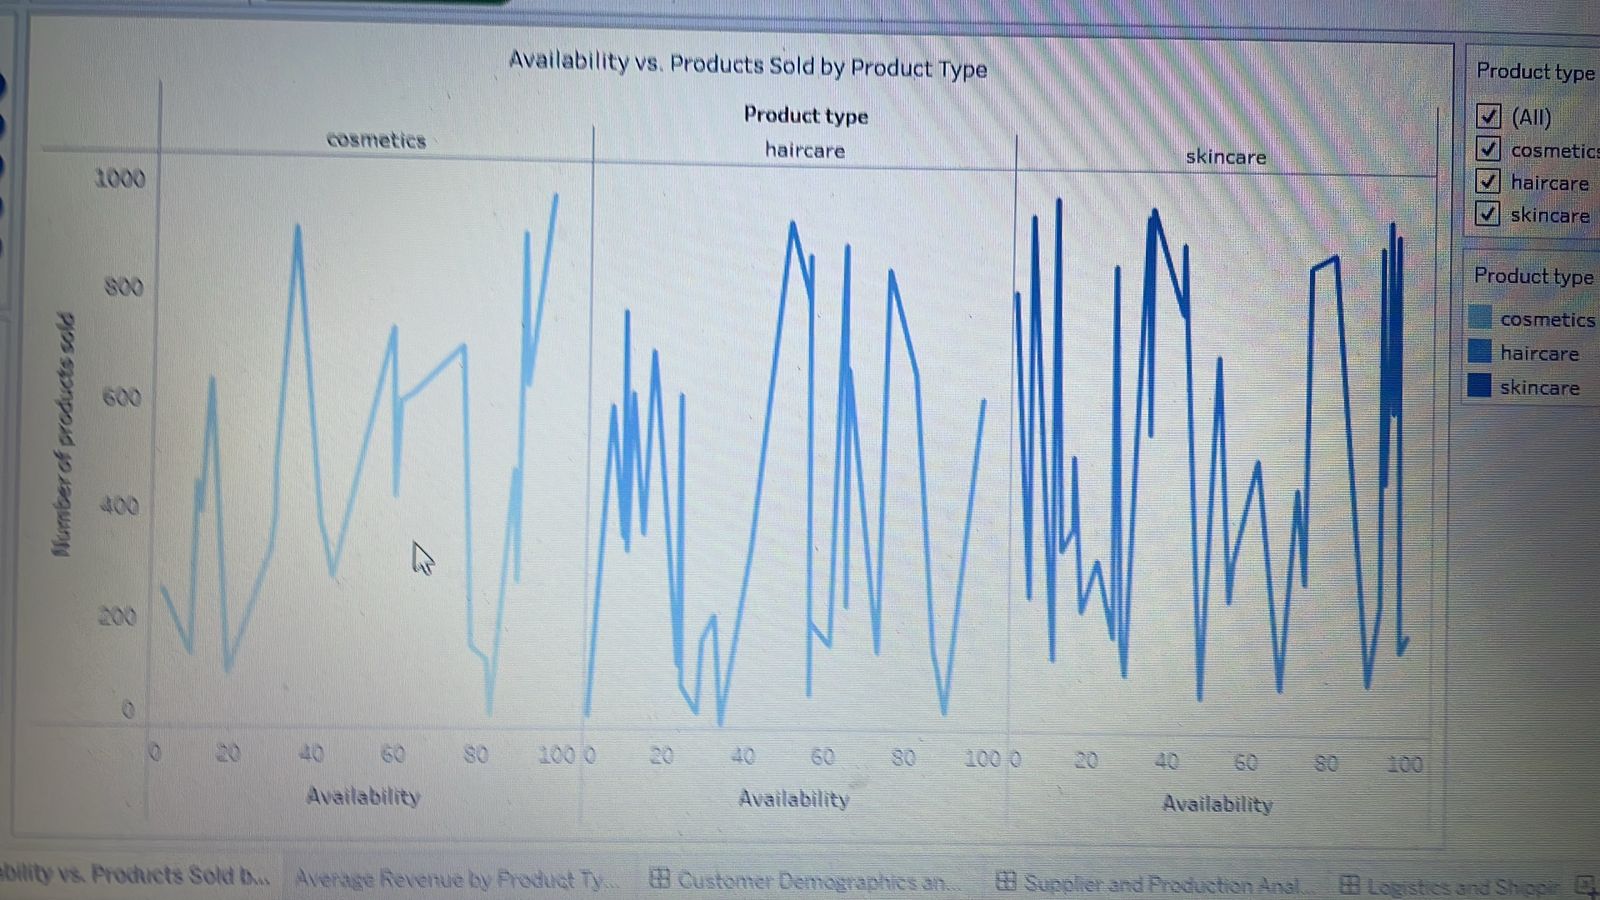 Availability vs. Products Sold by Product Type
Product type
cosmetics
haircare
skincare
Number of products sold
1000
800
600
400
200
0
0 20 40 60 80 100
0 20 40 60 80 100
0 20 40 60 80 100
Availability
Availability
Availability
Product type
(All)
cosmetics
haircare
skincare
Product type
cosmetics
haircare
skincare
bility vs. Products Sold b...
Average Revenue by Product Ty...
Customer Demographics an...
Supplier and Production Anal...
Logistics and Shippin